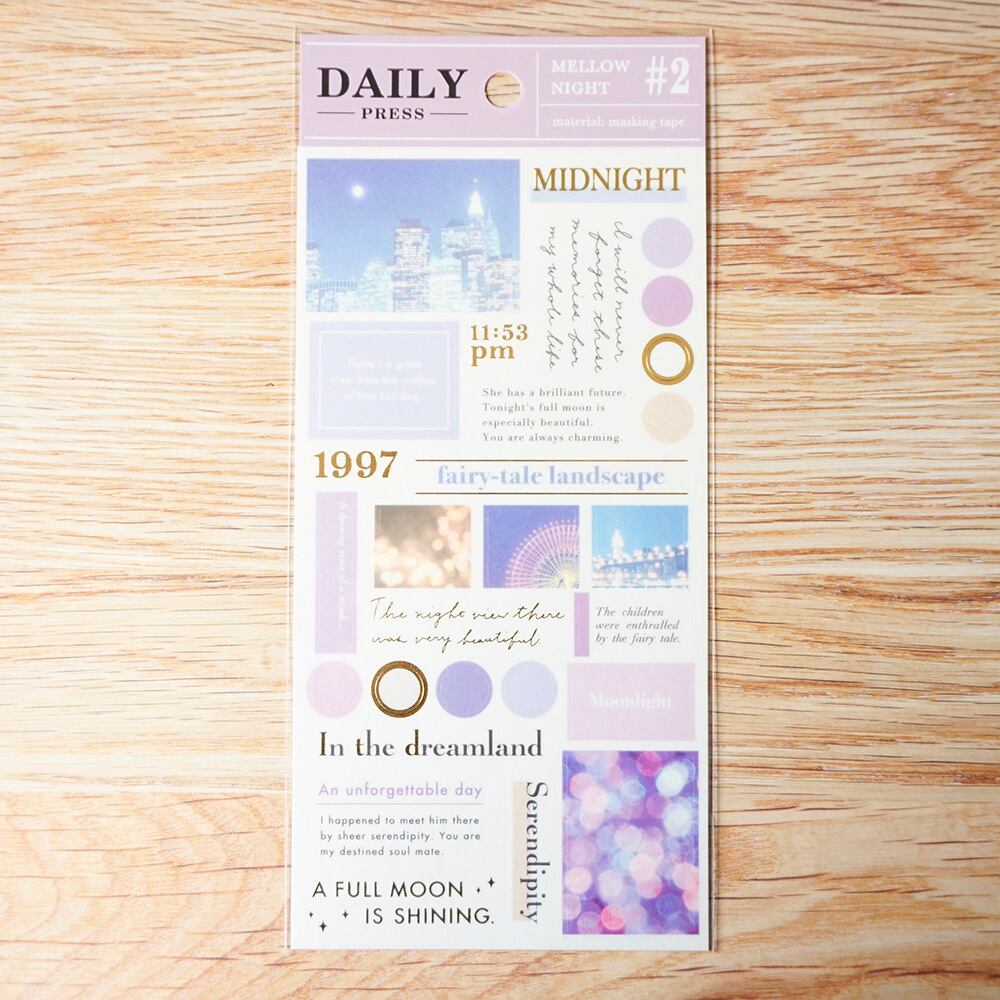 DAILY
PRESS
MELLOW
NIGHT
#2
material: masking tape
MIDNIGHT
I will never
forget these
memories for
my whole life
There's a great
view from the rooftop
of that building.
11:53
pm
She has a brilliant future.
Tonight's full moon is
especially beautiful.
You are always charming.
1997
fairy-tale landscape
A dreamy state of a mind...
The night view there
was very beautiful.
The children
were enthralled
by the fairy tale.
Moonlight
In the dreamland
An unforgettable day
I happened to meet him there
by sheer serendipity. You are
my destined soul mate.
Serendipity
A FULL MOON
IS SHINING.